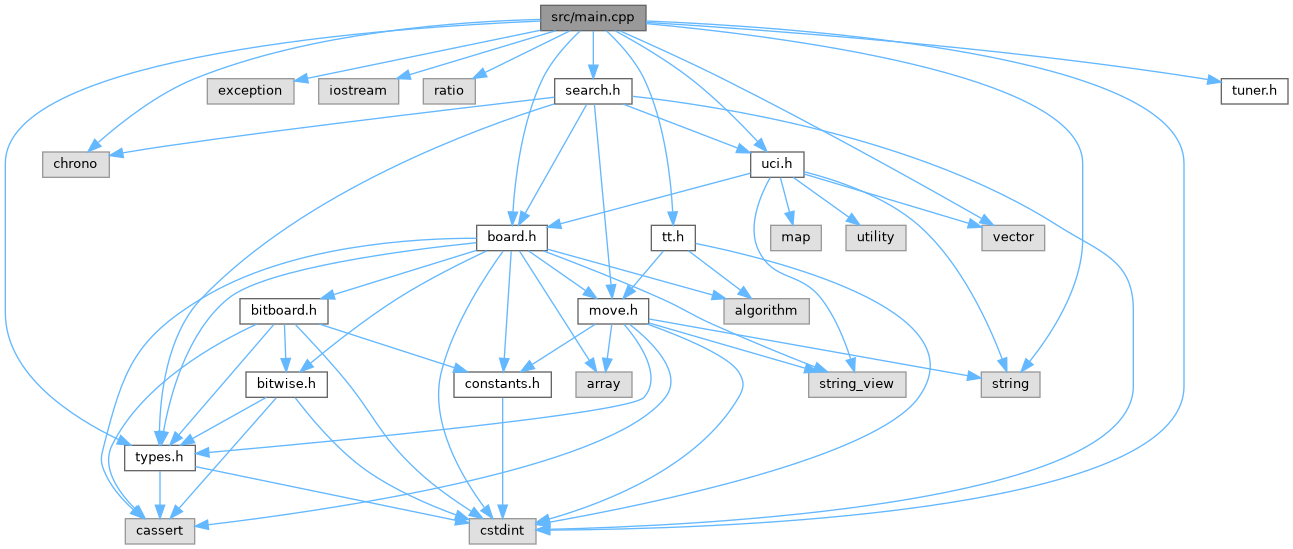 src/main.cpp
exception
iostream
ratio
search.h
tuner.h
chrono
uci.h
board.h
tt.h
map
utility
vector
bitboard.h
move.h
algorithm
bitwise.h
constants.h
array
string_view
string
types.h
cassert
cstdint